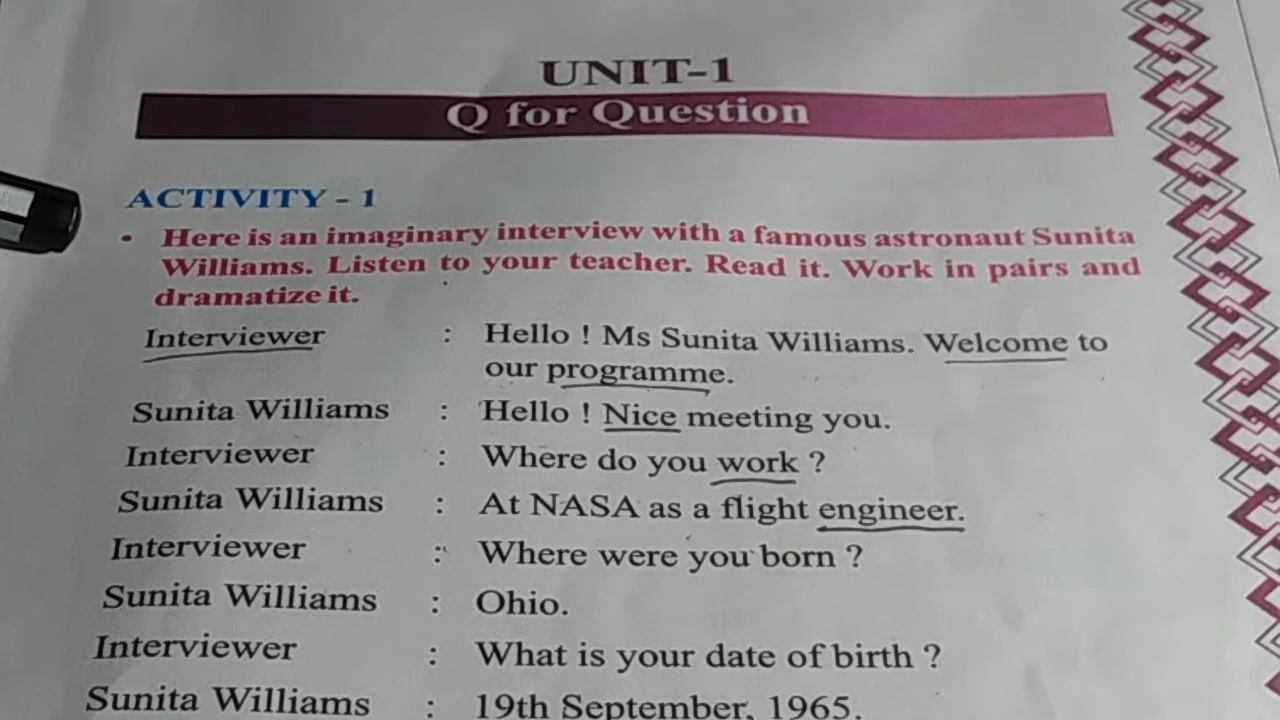 UNIT-1
Q for Question
ACTIVITY - 1
• Here is an imaginary interview with a famous astronaut Sunita
Williams. Listen to your teacher. Read it. Work in pairs and
dramatize it.
Interviewer : Hello ! Ms Sunita Williams. Welcome to
our programme.
Sunita Williams : Hello ! Nice meeting you.
Interviewer : Where do you work ?
Sunita Williams : At NASA as a flight engineer.
Interviewer : Where were you born ?
Sunita Williams : Ohio.
Interviewer : What is your date of birth ?
Sunita Williams : 19th September, 1965.